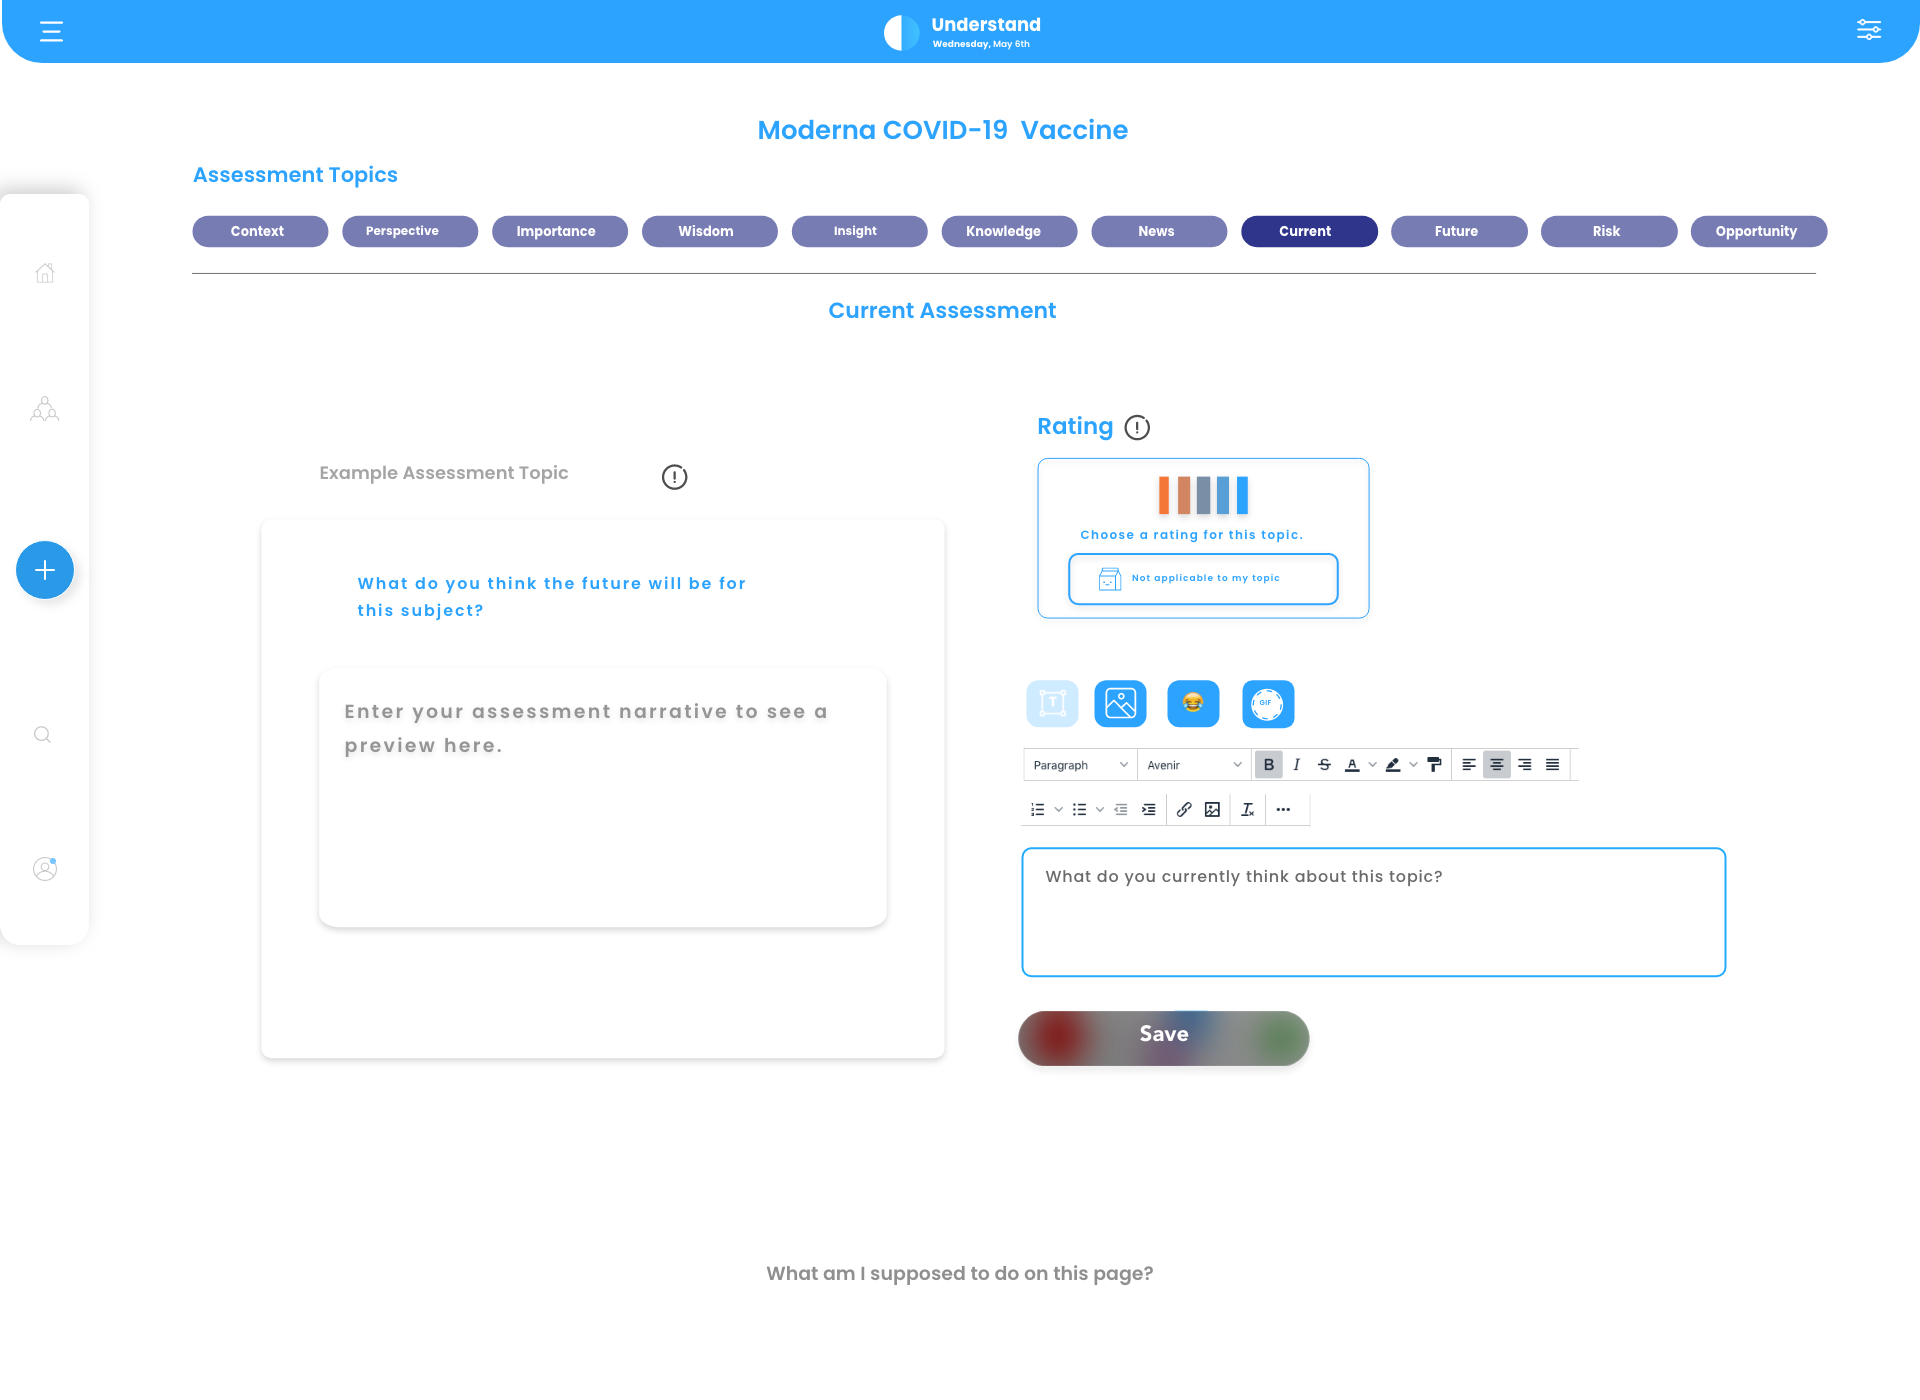 Understand
Wednesday, May 6th
Moderna COVID-19 Vaccine
Assessment Topics
Context Perspective Importance Wisdom Insight Knowledge News Current Future Risk Opportunity
Current Assessment
Rating
Example Assessment Topic
Choose a rating for this topic.
Not applicable to my topic
What do you think the future will be for
this subject?
Enter your assessment narrative to see a
preview here.
T
GIF
Paragraph Avenir B I S A
What do you currently think about this topic?
Save
What am I supposed to do on this page?